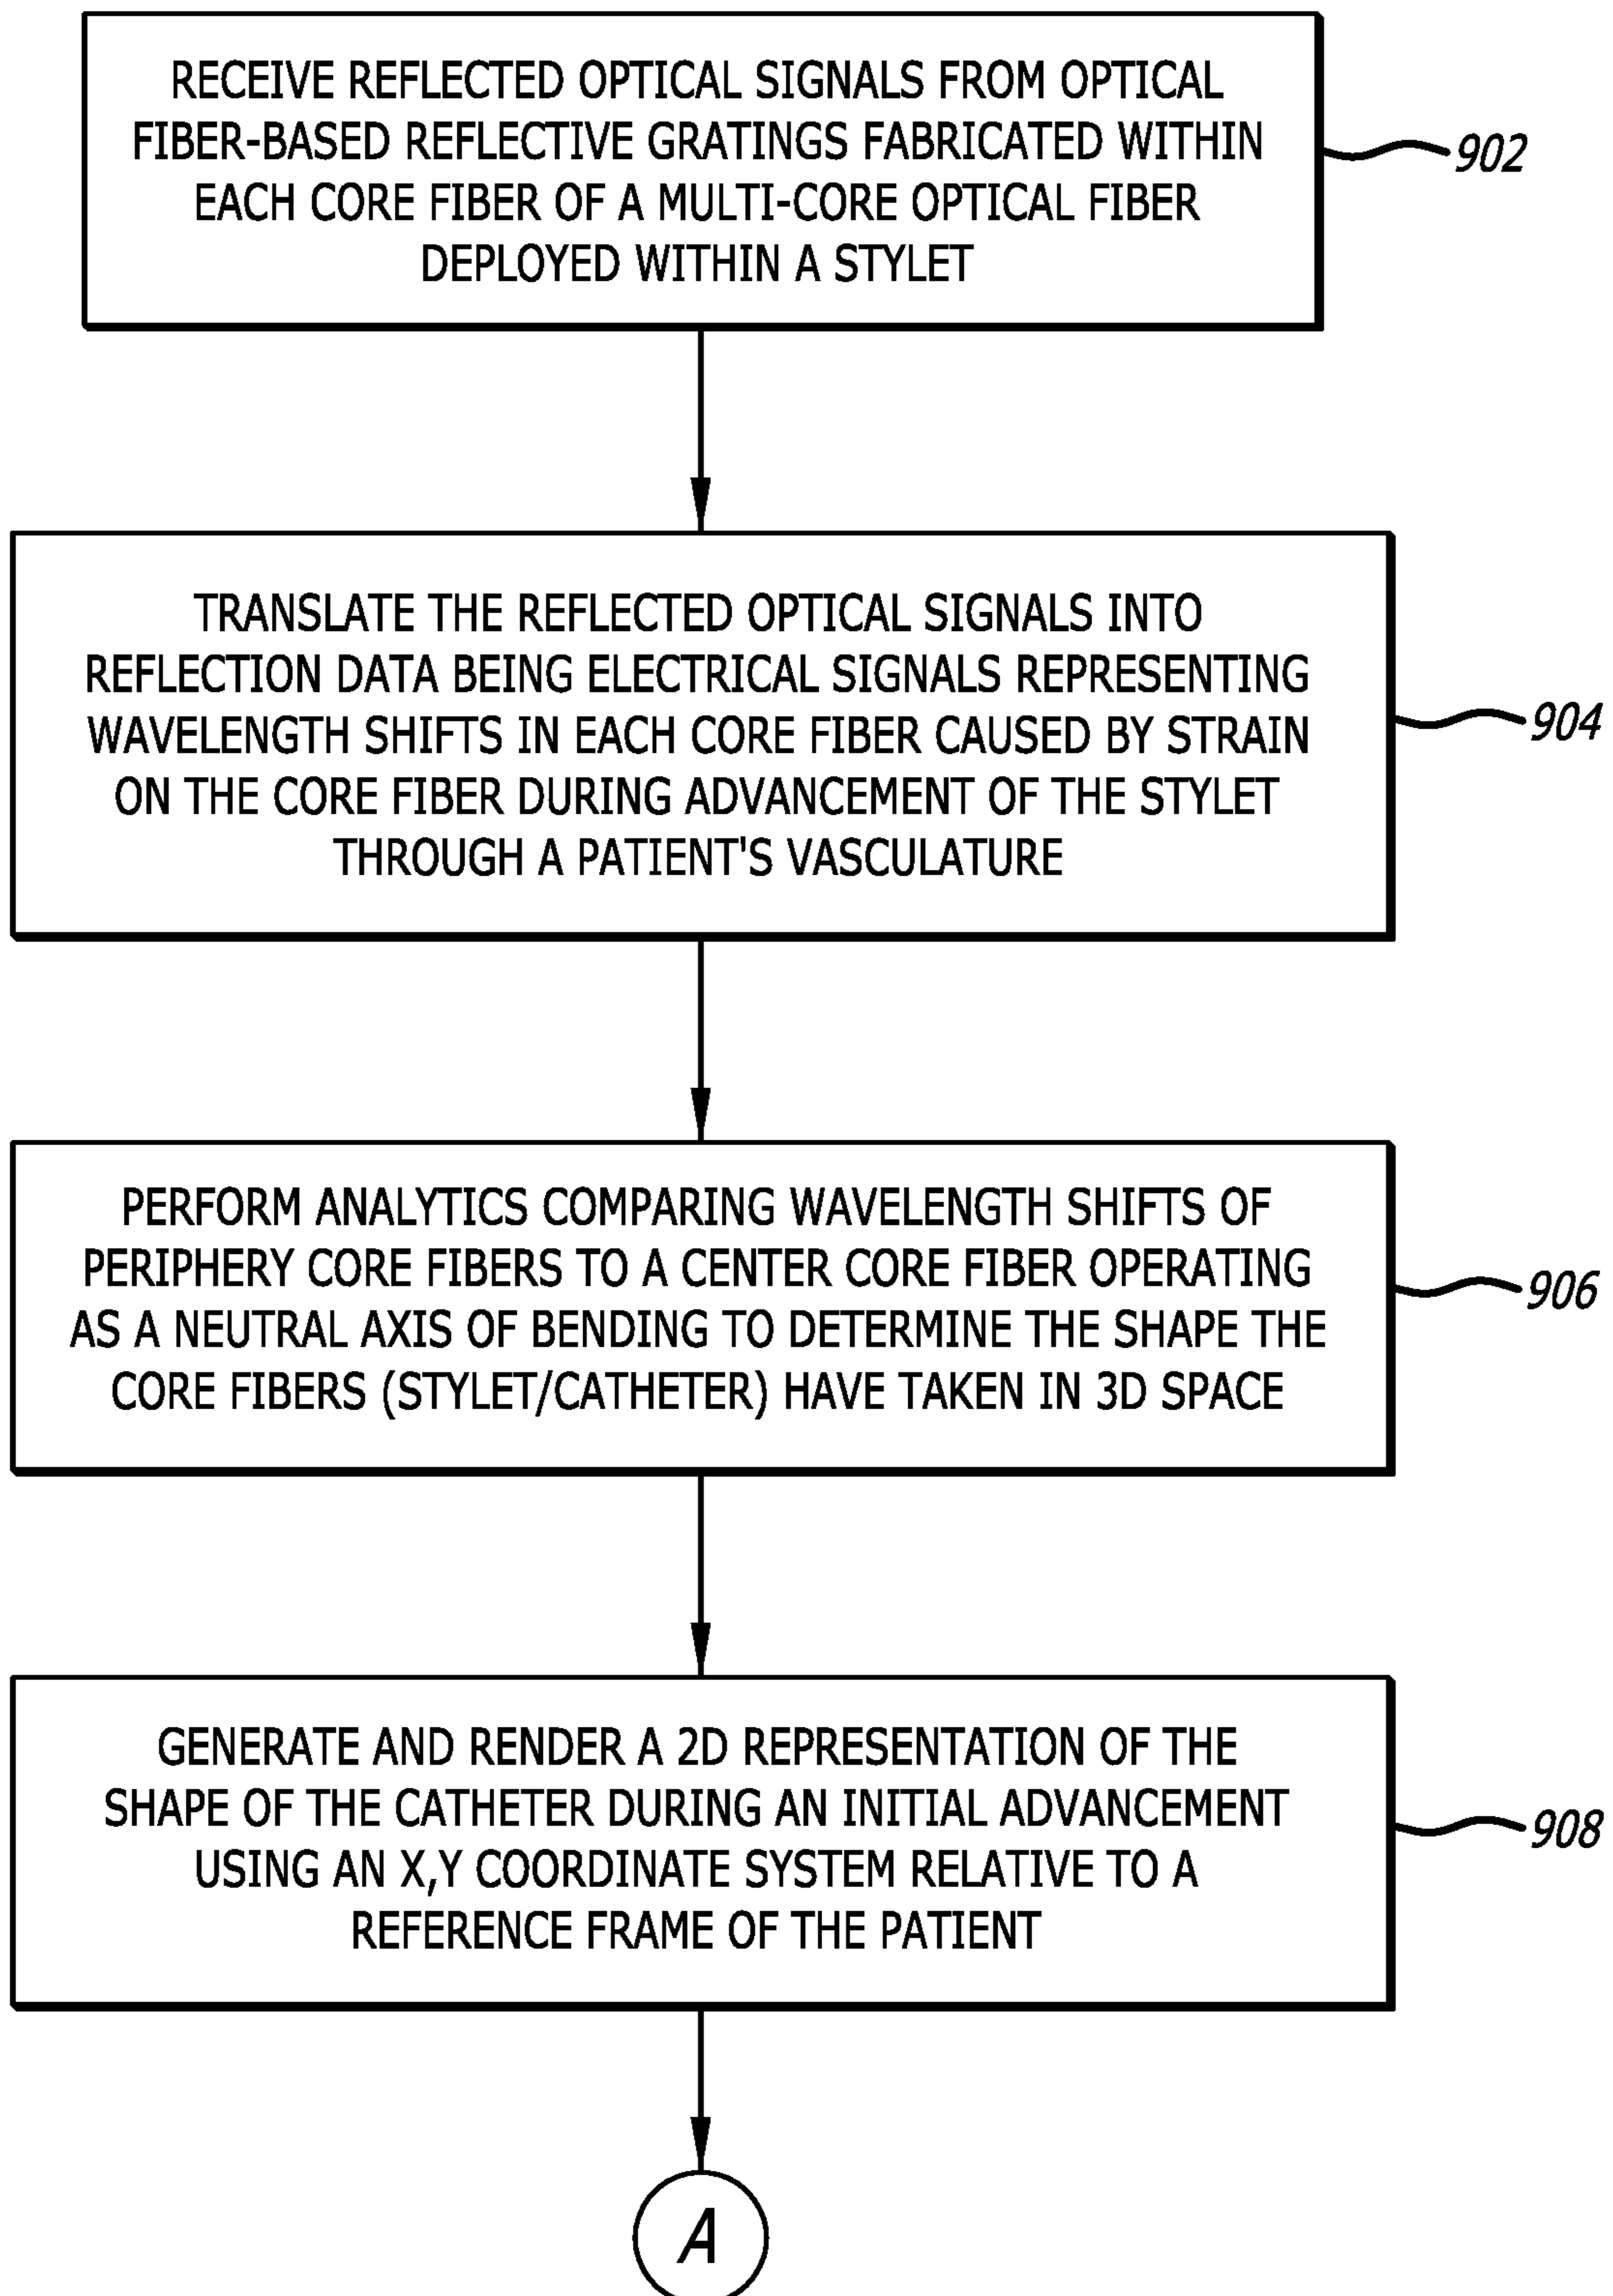 RECEIVE REFLECTED OPTICAL SIGNALS FROM OPTICAL
FIBER-BASED REFLECTIVE GRATINGS FABRICATED WITHIN
EACH CORE FIBER OF A MULTI-CORE OPTICAL FIBER
DEPLOYED WITHIN A STYLET
902
TRANSLATE THE REFLECTED OPTICAL SIGNALS INTO
REFLECTION DATA BEING ELECTRICAL SIGNALS REPRESENTING
WAVELENGTH SHIFTS IN EACH CORE FIBER CAUSED BY STRAIN
ON THE CORE FIBER DURING ADVANCEMENT OF THE STYLET
THROUGH A PATIENT'S VASCULATURE
904
PERFORM ANALYTICS COMPARING WAVELENGTH SHIFTS OF
PERIPHERY CORE FIBERS TO A CENTER CORE FIBER OPERATING
AS A NEUTRAL AXIS OF BENDING TO DETERMINE THE SHAPE THE
CORE FIBERS (STYLET/CATHETER) HAVE TAKEN IN 3D SPACE
906
GENERATE AND RENDER A 2D REPRESENTATION OF THE
SHAPE OF THE CATHETER DURING AN INITIAL ADVANCEMENT
USING AN X,Y COORDINATE SYSTEM RELATIVE TO A
REFERENCE FRAME OF THE PATIENT
908
A